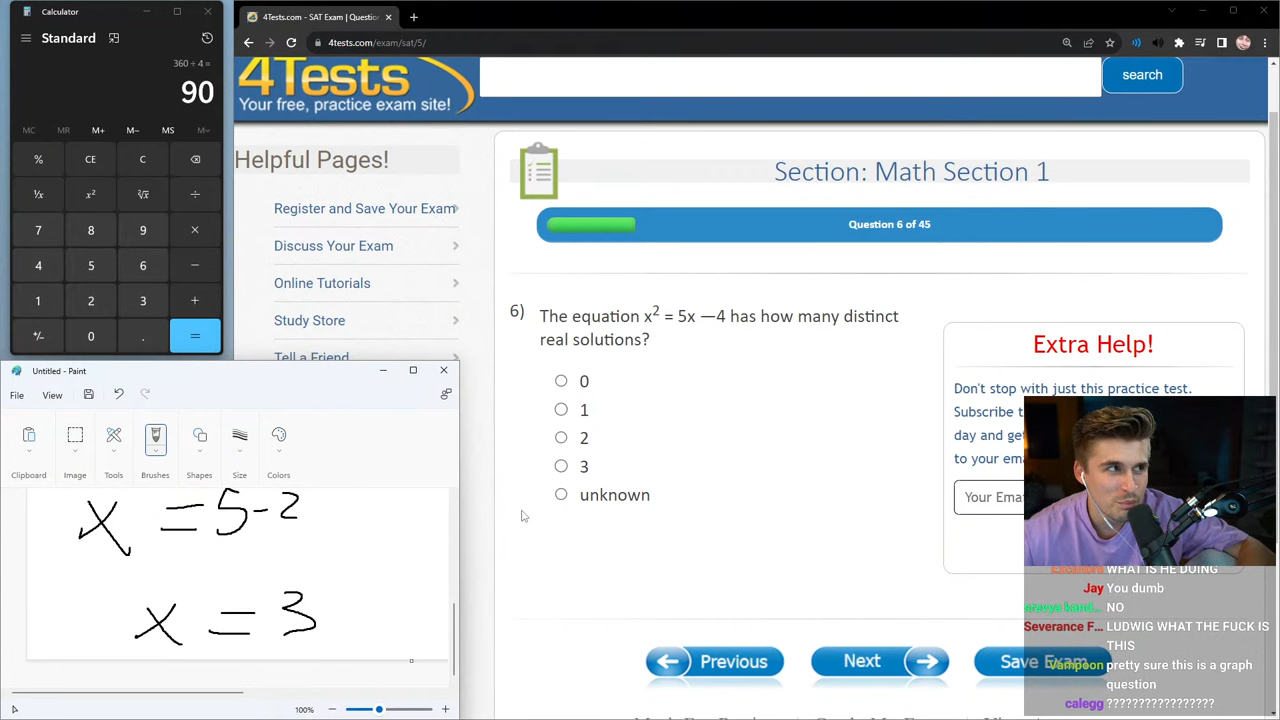 Calculator
Standard
360 ÷ 4 =
90
MC MR M+ M− MS M˅
% CE C
¹/x x² ²√x ÷
7 8 9 ×
4 5 6 −
1 2 3 +
+/− 0 . =
4Tests.com - SAT Exam | Question
4tests.com/exam/sat/5/
4Tests
Your free, practice exam site!
search
Helpful Pages!
Register and Save Your Exam
Discuss Your Exam
Online Tutorials
Study Store
Tell a Friend
Section: Math Section 1
Question 6 of 45
6) The equation x² = 5x —4 has how many distinct
real solutions?
0
1
2
3
unknown
Extra Help!
Don't stop with just this practice test.
Subscribe
day and get
to your ema
Your Emai
Previous
Next
Save Exam
Untitled - Paint
File View
Clipboard Image Tools Brushes Shapes Size Colors
x = 5-2
x = 3
100%
WHAT IS HE DOING
Jay You dumb
NO
Severance F... LUDWIG WHAT THE FUCK IS
THIS
Vampoon pretty sure this is a graph
question
calegg ?????????????????